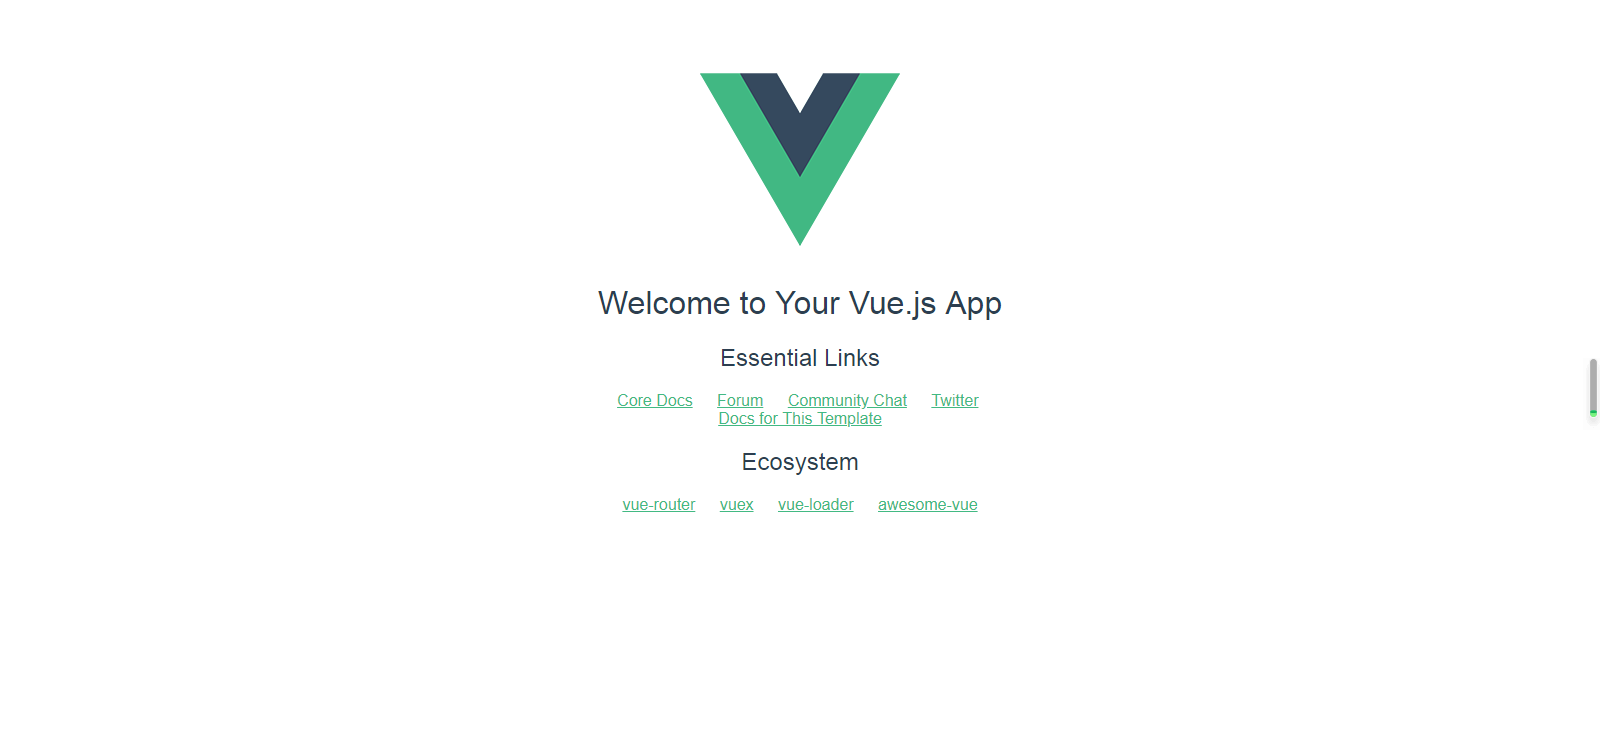 Welcome to Your Vue.js App
Essential Links
Core Docs Forum Community Chat Twitter
Docs for This Template
Ecosystem
vue-router vuex vue-loader awesome-vue